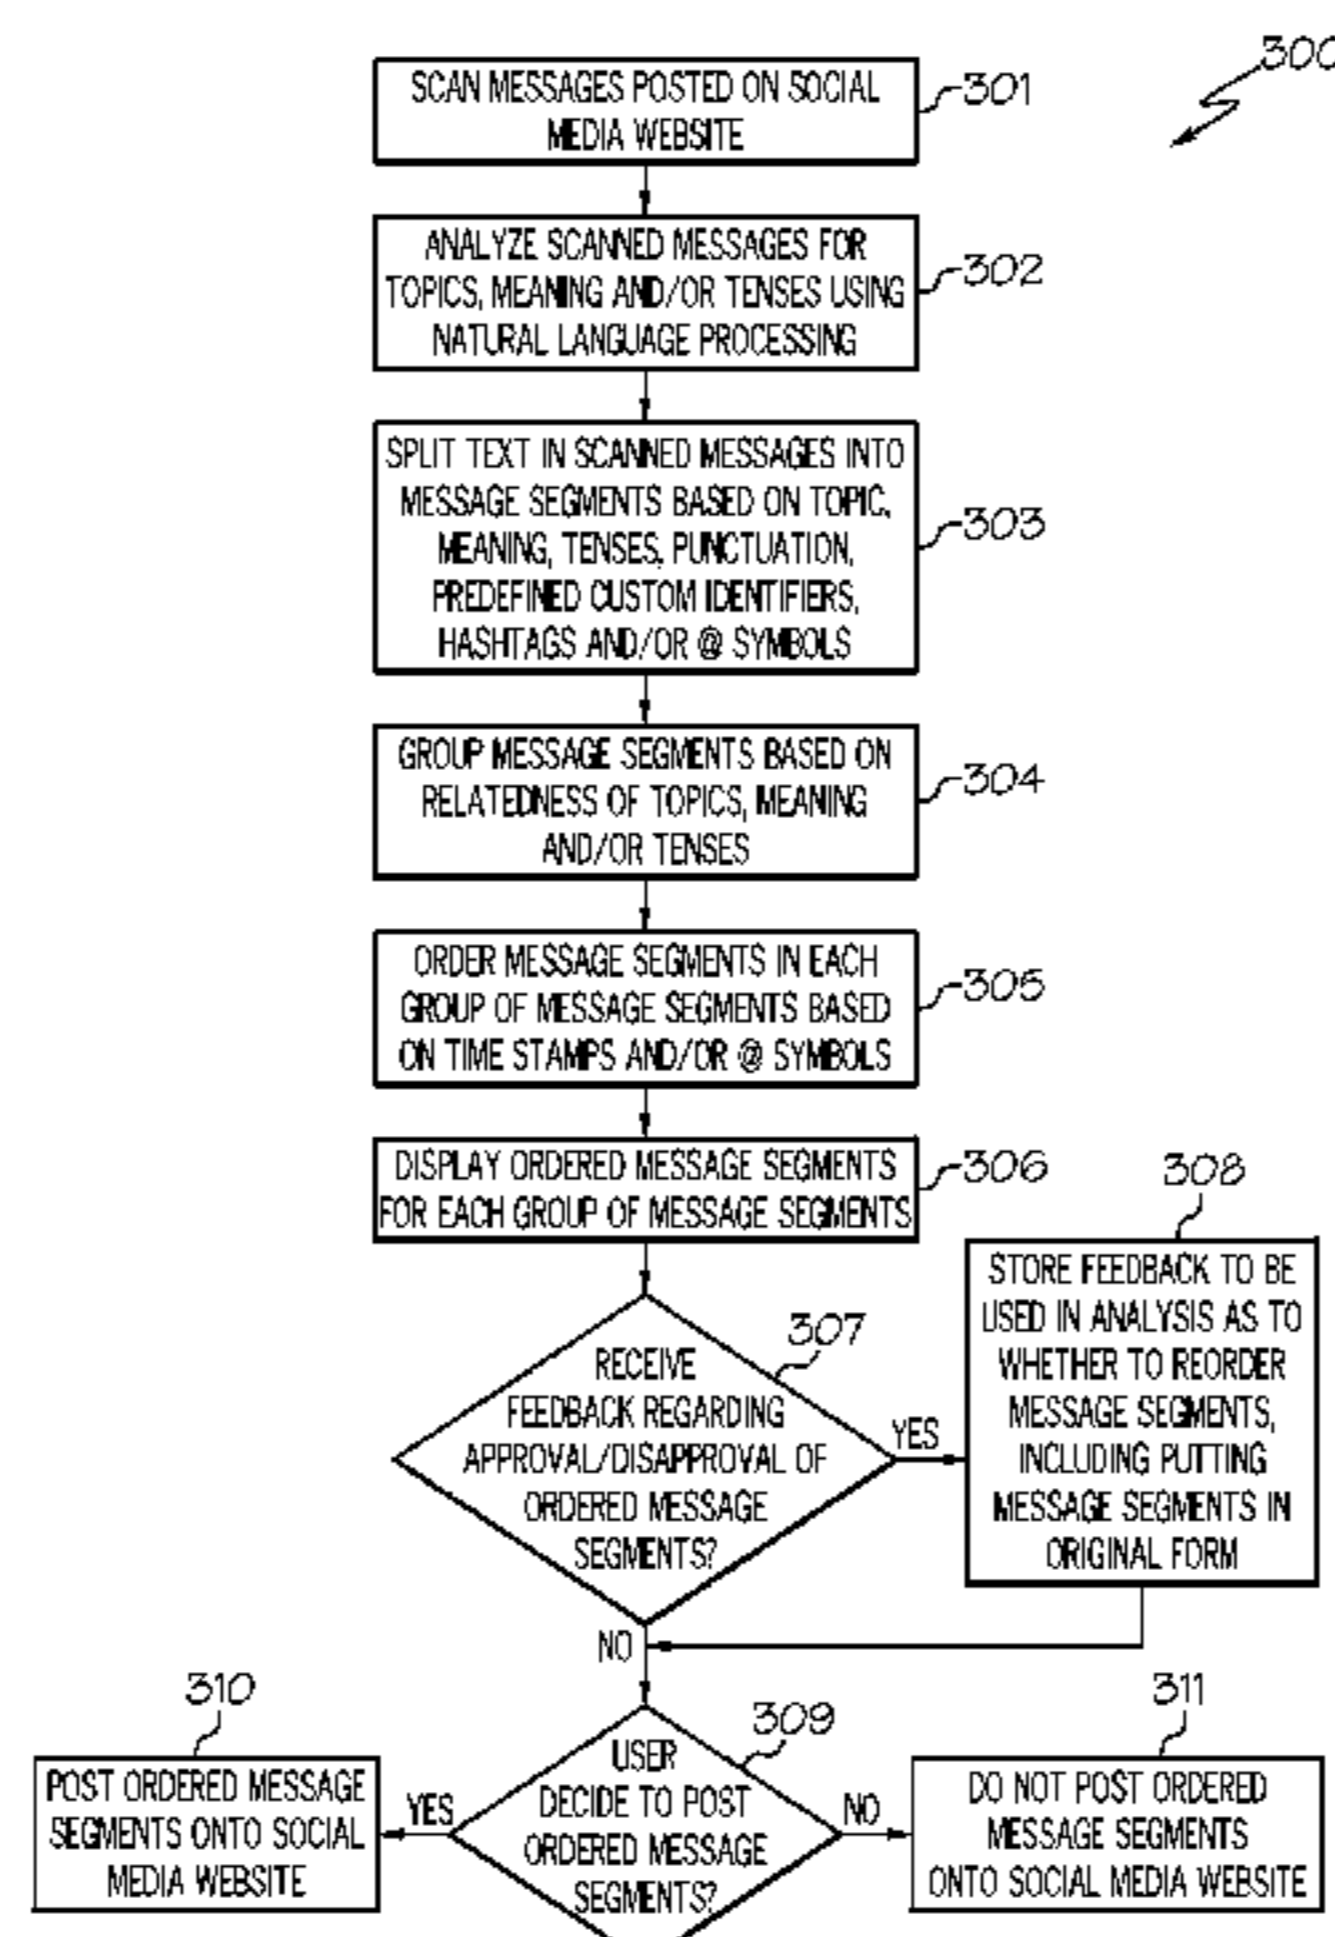 300
SCAN MESSAGES POSTED ON SOCIAL
MEDIA WEBSITE
301
ANALYZE SCANNED MESSAGES FOR
TOPICS, MEANING AND/OR TENSES USING
NATURAL LANGUAGE PROCESSING
302
SPLIT TEXT IN SCANNED MESSAGES INTO
MESSAGE SEGMENTS BASED ON TOPIC,
MEANING, TENSES, PUNCTUATION,
PREDEFINED CUSTOM IDENTIFIERS,
HASHTAGS AND/OR @ SYMBOLS
303
GROUP MESSAGE SEGMENTS BASED ON
RELATEDNESS OF TOPICS, MEANING
AND/OR TENSES
304
ORDER MESSAGE SEGMENTS IN EACH
GROUP OF MESSAGE SEGMENTS BASED
ON TIME STAMPS AND/OR @ SYMBOLS
305
DISPLAY ORDERED MESSAGE SEGMENTS
FOR EACH GROUP OF MESSAGE SEGMENTS
306
RECEIVE
FEEDBACK REGARDING
APPROVAL/DISAPPROVAL OF
ORDERED MESSAGE
SEGMENTS?
307
YES
308
STORE FEEDBACK TO BE
USED IN ANALYSIS AS TO
WHETHER TO REORDER
MESSAGE SEGMENTS,
INCLUDING PUTTING
MESSAGE SEGMENTS IN
ORIGINAL FORM
NO
USER
DECIDE TO POST
ORDERED MESSAGE
SEGMENTS?
309
YES
310
POST ORDERED MESSAGE
SEGMENTS ONTO SOCIAL
MEDIA WEBSITE
NO
311
DO NOT POST ORDERED
MESSAGE SEGMENTS
ONTO SOCIAL MEDIA WEBSITE